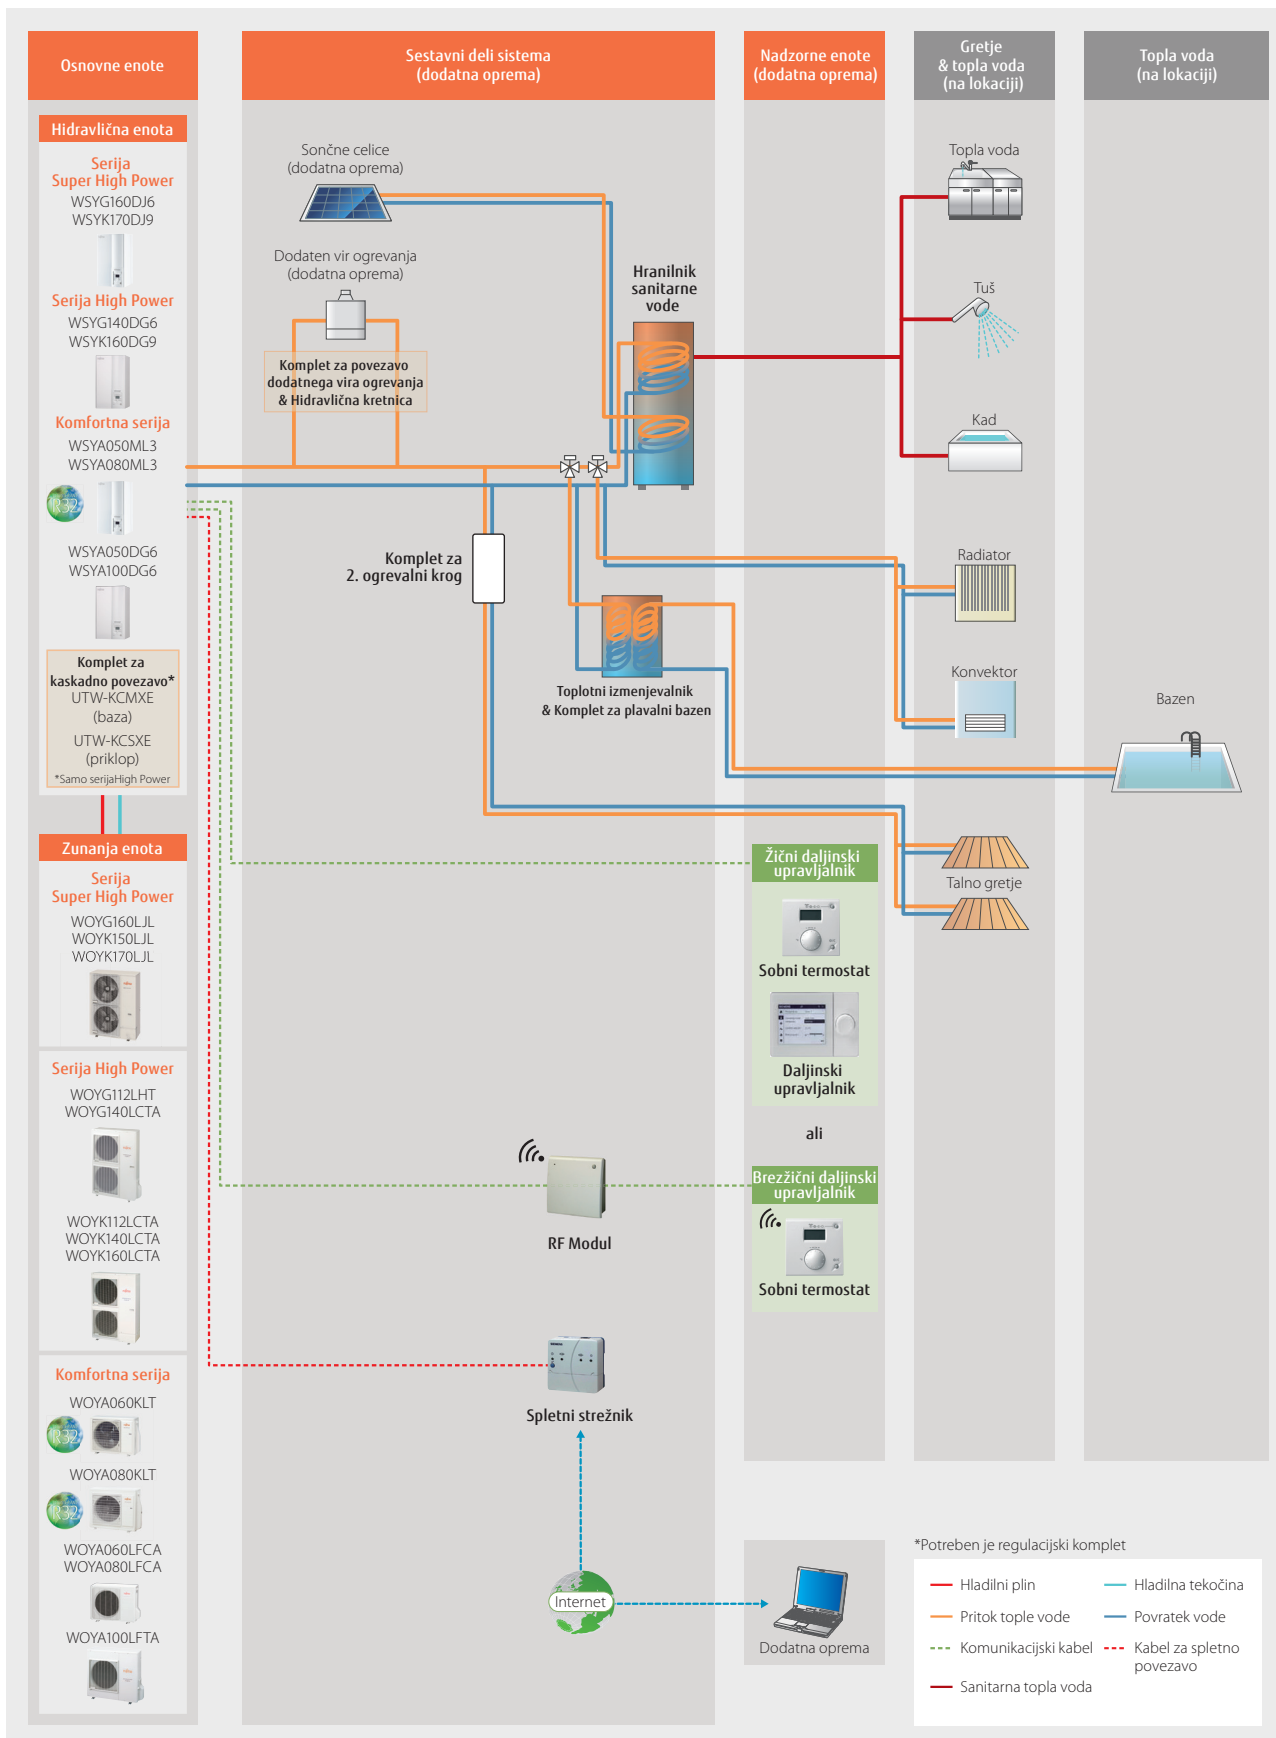 Osnovne enote
Sestavni deli sistema
(dodatna oprema)
Nadzorne enote
(dodatna oprema)
Gretje
& topla voda
(na lokaciji)
Topla voda
(na lokaciji)
Hidravlična enota
Serija
Super High Power
WSYG160DJ6
WSYK170DJ9
Serija High Power
WSYG140DG6
WSYK160DG9
Komfortna serija
WSYA050ML3
WSYA080ML3
R32
WSYA050DG6
WSYA100DG6
Komplet za
kaskadno povezavo*
UTW-KCMXE
(baza)
UTW-KCSXE
(priklop)
*Samo serijaHigh Power
Zunanja enota
Serija
Super High Power
WOYG160LJL
WOYK150LJL
WOYK170LJL
Serija High Power
WOYG112LHT
WOYG140LCTA
WOYK112LCTA
WOYK140LCTA
WOYK160LCTA
Komfortna serija
WOYA060KLT
R32
WOYA080KLT
R32
WOYA060LFCA
WOYA080LFCA
WOYA100LFTA
Sončne celice
(dodatna oprema)
Dodaten vir ogrevanja
(dodatna oprema)
Komplet za povezavo
dodatnega vira ogrevanja
& Hidravlična kretnica
Hranilnik
sanitarne
vode
Komplet za
2. ogrevalni krog
Toplotni izmenjevalnik
& Komplet za plavalni bazen
RF Modul
Spletni strežnik
Internet
Žični daljinski
upravljalnik
Sobni termostat
Daljinski
upravljalnik
ali
Brezžični daljinski
upravljalnik
Sobni termostat
Dodatna oprema
Topla voda
Tuš
Kad
Radiator
Konvektor
Talno gretje
Bazen
*Potreben je regulacijski komplet
Hladilni plin
Hladilna tekočina
Pritok tople vode
Povratek vode
Komunikacijski kabel
Kabel za spletno
povezavo
Sanitarna topla voda